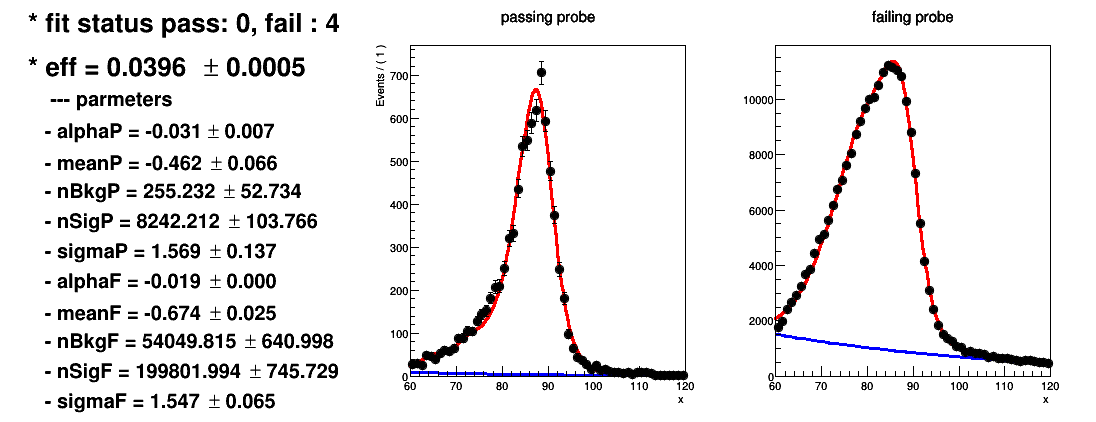 * fit status pass: 0, fail : 4
* eff = 0.0396 ± 0.0005
--- parmeters
- alphaP = -0.031 ± 0.007
- meanP = -0.462 ± 0.066
- nBkgP = 255.232 ± 52.734
- nSigP = 8242.212 ± 103.766
- sigmaP = 1.569 ± 0.137
- alphaF = -0.019 ± 0.000
- meanF = -0.674 ± 0.025
- nBkgF = 54049.815 ± 640.998
- nSigF = 199801.994 ± 745.729
- sigmaF = 1.547 ± 0.065
passing probe
Events / ( 1 )
700
600
500
400
300
200
100
0
60 70 80 90 100 110 120
x
failing probe
10000
8000
6000
4000
2000
0
60 70 80 90 100 110 120
x